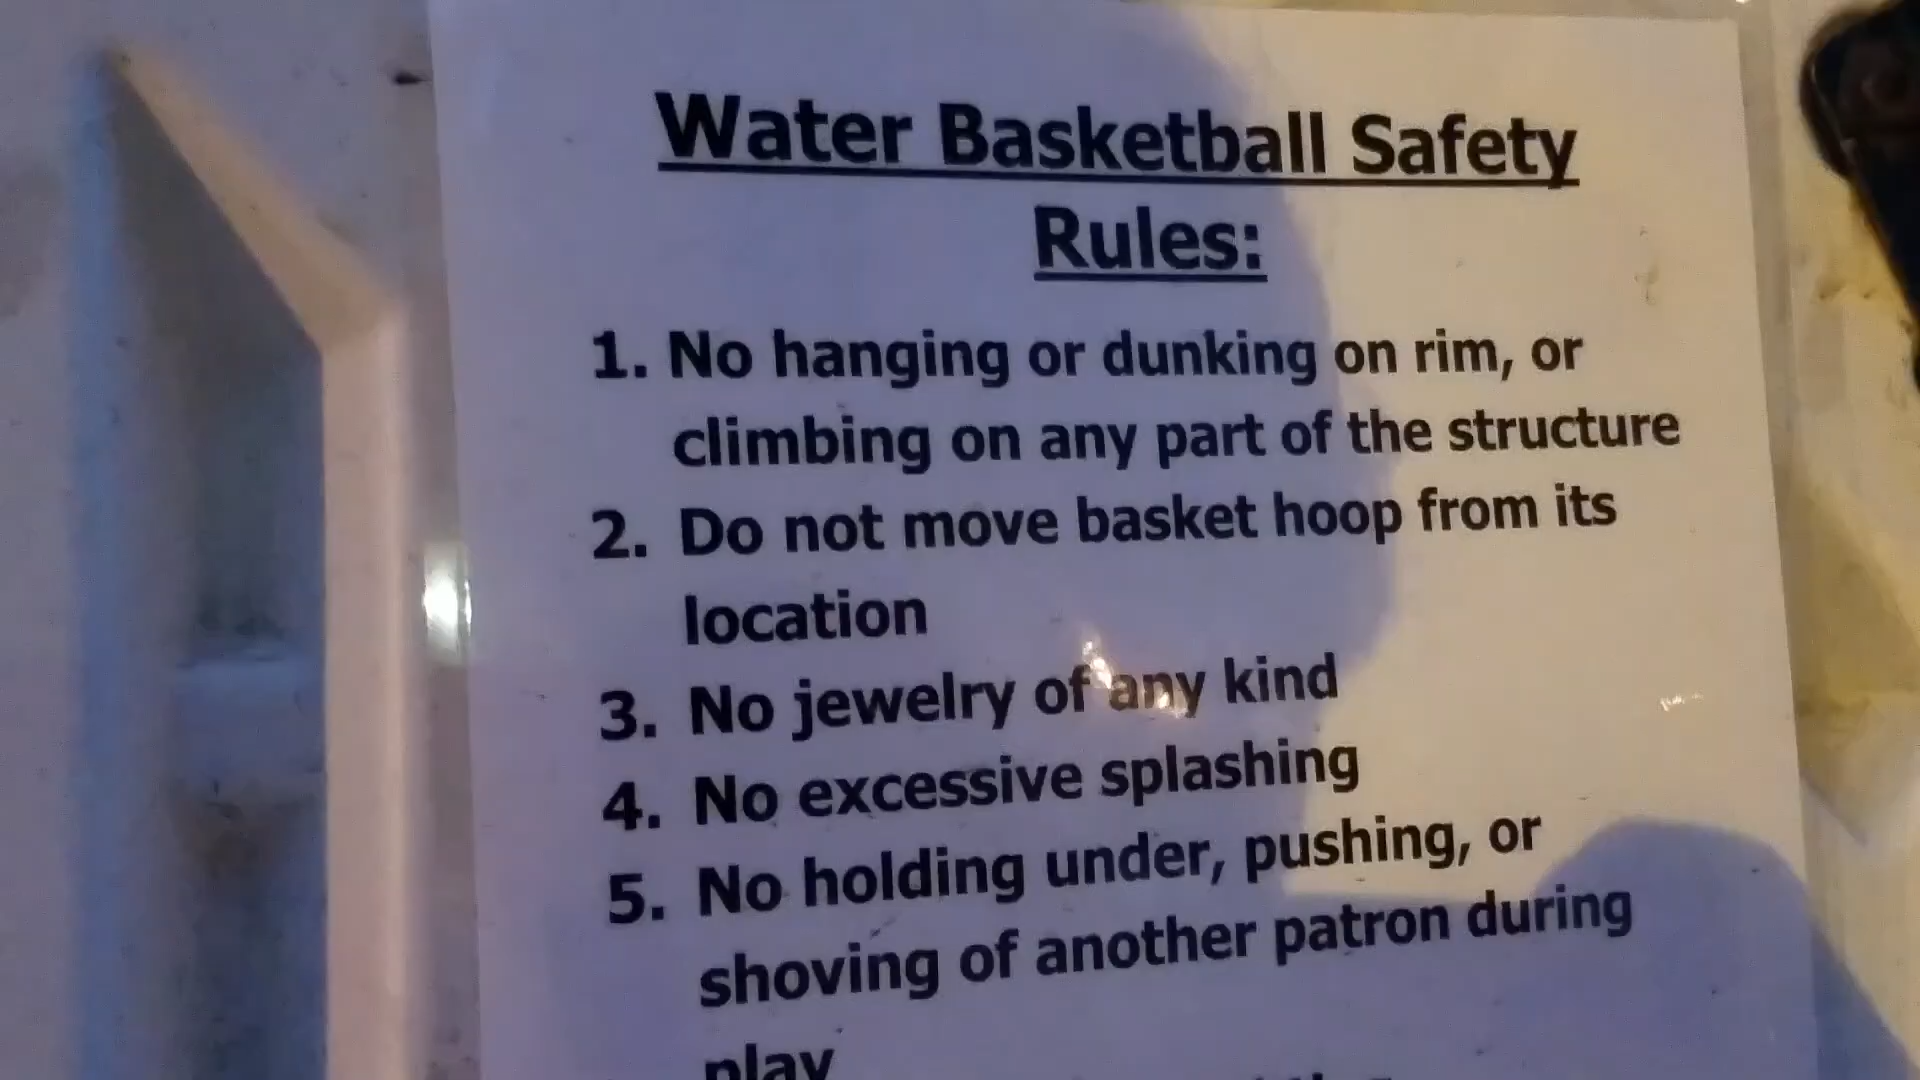 Water Basketball Safety
Rules:
1. No hanging or dunking on rim, or
climbing on any part of the structure
2. Do not move basket hoop from its
location
3. No jewelry of any kind
4. No excessive splashing
5. No holding under, pushing, or
shoving of another patron during
play